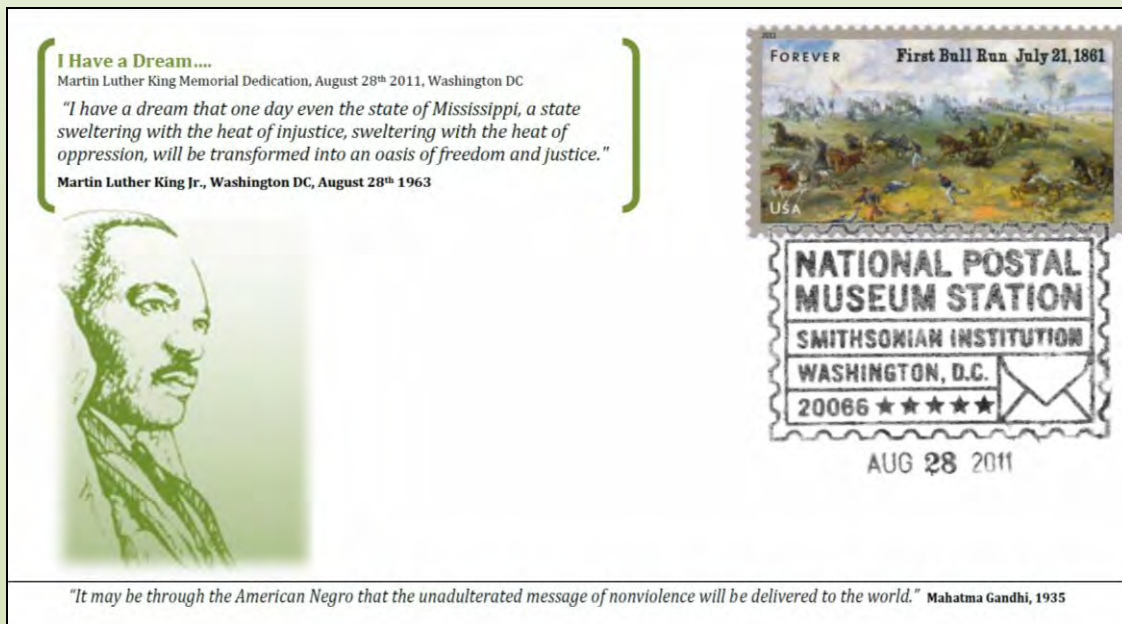 I Have a Dream....
Martin Luther King Memorial Dedication, August 28th 2011, Washington DC
"I have a dream that one day even the state of Mississippi, a state
sweltering with the heat of injustice, sweltering with the heat of
oppression, will be transformed into an oasis of freedom and justice."
Martin Luther King Jr., Washington DC, August 28th 1963
2011
FOREVER First Bull Run July 21, 1861
USA
NATIONAL POSTAL
MUSEUM STATION
SMITHSONIAN INSTITUTION
WASHINGTON, D.C.
20066 ★★★★★
AUG 28 2011
"It may be through the American Negro that the unadulterated message of nonviolence will be delivered to the world." Mahatma Gandhi, 1935